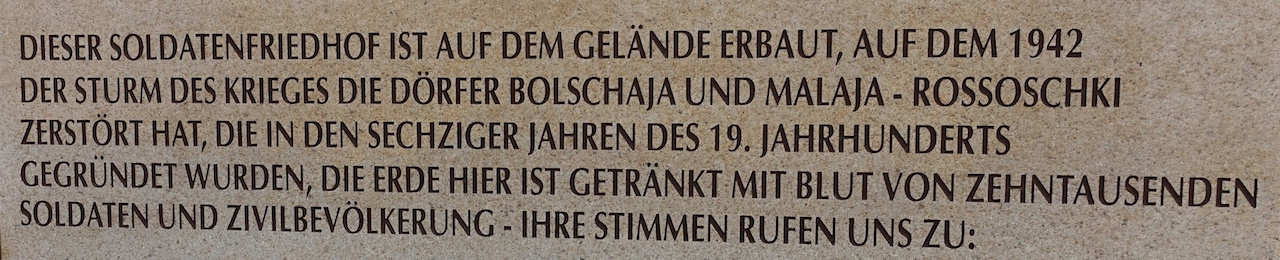 DIESER SOLDATENFRIEDHOF IST AUF DEM GELÄNDE ERBAUT, AUF DEM 1942
DER STURM DES KRIEGES DIE DÖRFER BOLSCHAJA UND MALAJA - ROSSOSCHKI
ZERSTÖRT HAT, DIE IN DEN SECHZIGER JAHREN DES 19. JAHRHUNDERTS
GEGRÜNDET WURDEN, DIE ERDE HIER IST GETRÄNKT MIT BLUT VON ZEHNTAUSENDEN
SOLDATEN UND ZIVILBEVÖLKERUNG - IHRE STIMMEN RUFEN UNS ZU: